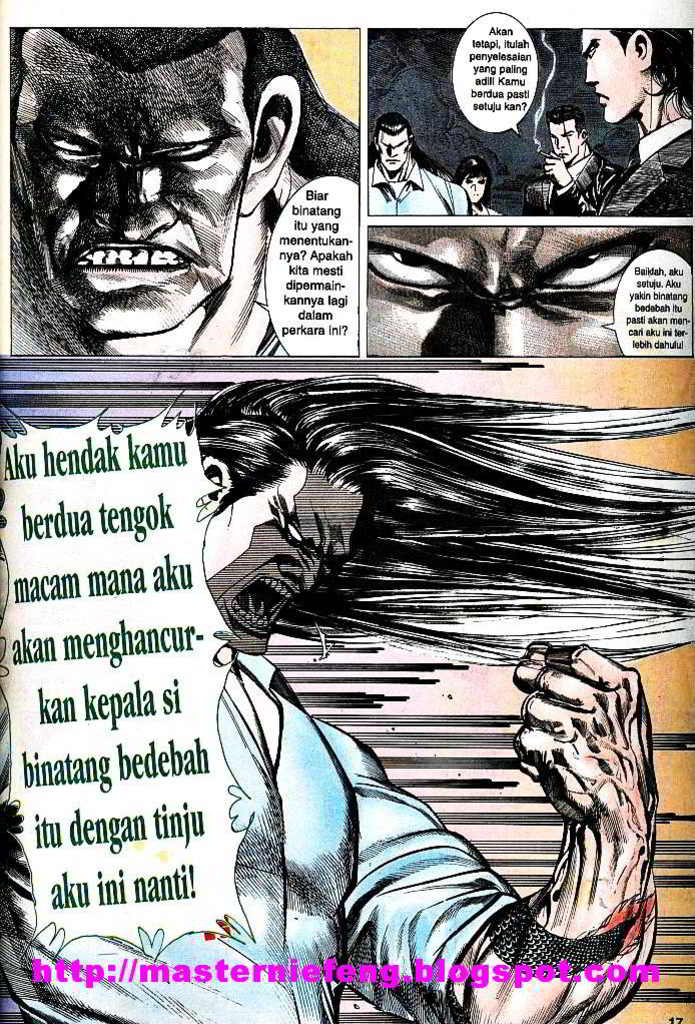 Biar
binatang
itu yang
menentukan-
nya? Apakah
kita mesti
dipermain-
kannya lagi
dalam
perkara ini?
Akan
tetapi, itulah
penyelesaian
yang paling
adil! Kamu
berdua pasti
setuju kan?
Baiklah, aku
setuju. Aku
yakin binatang
bedebah itu
pasti akan men-
cari aku ini ter-
lebih dahulu!
Aku hendak kamu
berdua tengok
macam mana aku
akan menghancur-
kan kepala si
binatang bedebah
itu dengan tinju
aku ini nanti!
http://masterniefeng.blogspot.com
17